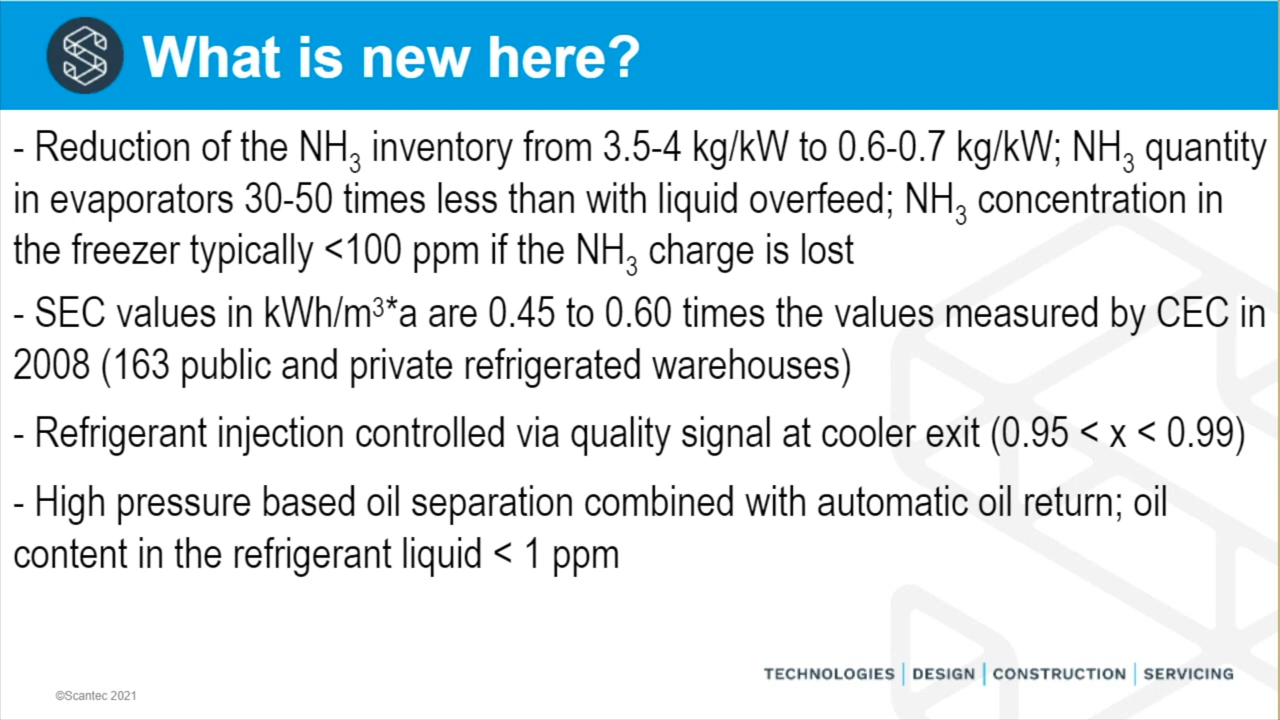 What is new here?
- Reduction of the NH₃ inventory from 3.5-4 kg/kW to 0.6-0.7 kg/kW; NH₃ quantity
in evaporators 30-50 times less than with liquid overfeed; NH₃ concentration in
the freezer typically <100 ppm if the NH₃ charge is lost
- SEC values in kWh/m³*a are 0.45 to 0.60 times the values measured by CEC in
2008 (163 public and private refrigerated warehouses)
- Refrigerant injection controlled via quality signal at cooler exit (0.95 < x < 0.99)
- High pressure based oil separation combined with automatic oil return; oil
content in the refrigerant liquid < 1 ppm
TECHNOLOGIES | DESIGN | CONSTRUCTION | SERVICING
©Scantec 2021